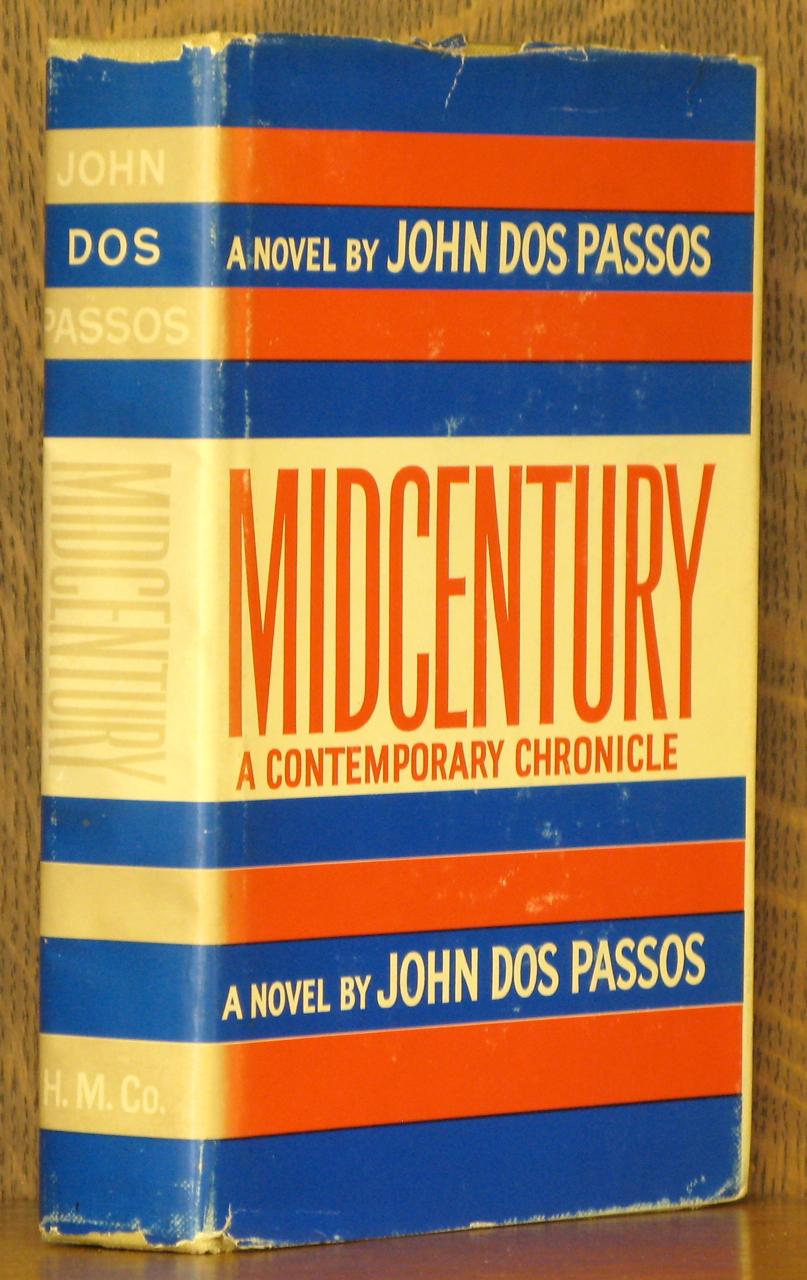 JOHN
DOS
PASSOS
MIDCENTURY
H. M. Co.
A NOVEL BY JOHN DOS PASSOS
MIDCENTURY
A CONTEMPORARY CHRONICLE
A NOVEL BY JOHN DOS PASSOS